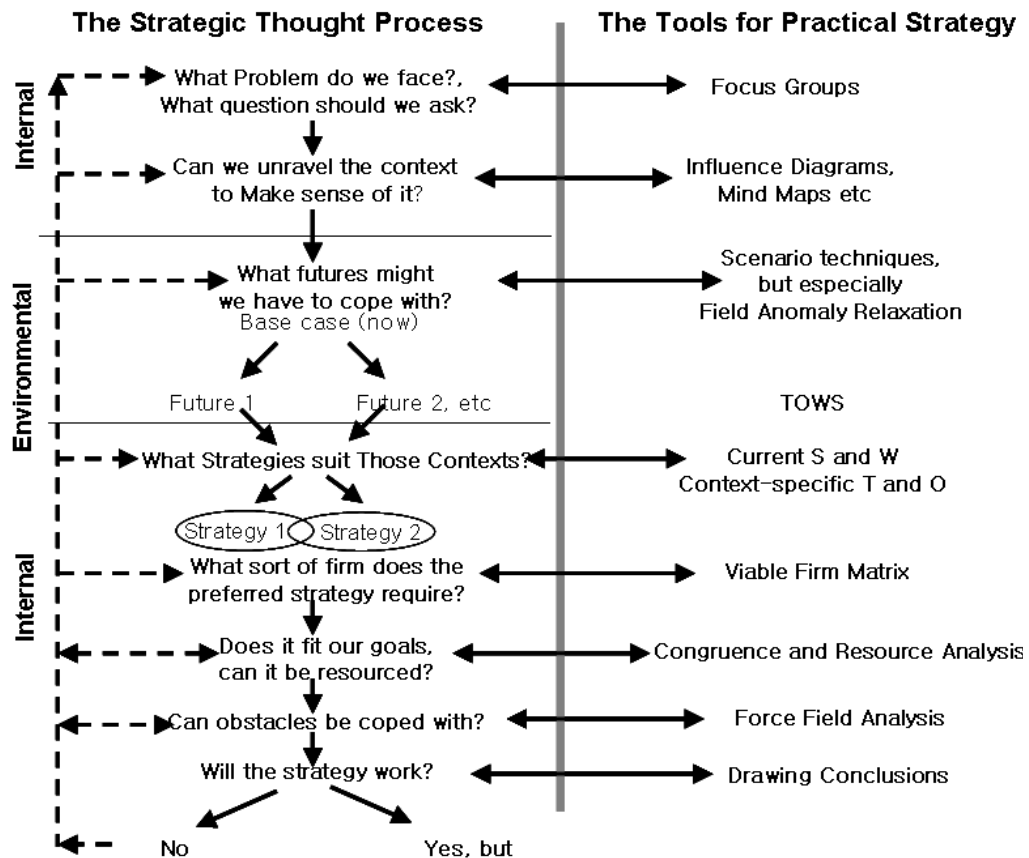 The Strategic Thought Process
The Tools for Practical Strategy
Internal
What Problem do we face?,
What question should we ask?
Focus Groups
Can we unravel the context
to Make sense of it?
Influence Diagrams,
Mind Maps etc
Environmental
What futures might
we have to cope with?
Base case (now)
Scenario techniques,
but especially
Field Anomaly Relaxation
Future 1
Future 2, etc
TOWS
Internal
What Strategies suit Those Contexts?
Current S and W
Context-specific T and O
Strategy 1
Strategy 2
What sort of firm does the
preferred strategy require?
Viable Firm Matrix
Does it fit our goals,
can it be resourced?
Congruence and Resource Analysis
Can obstacles be coped with?
Force Field Analysis
Will the strategy work?
Drawing Conclusions
No
Yes, but